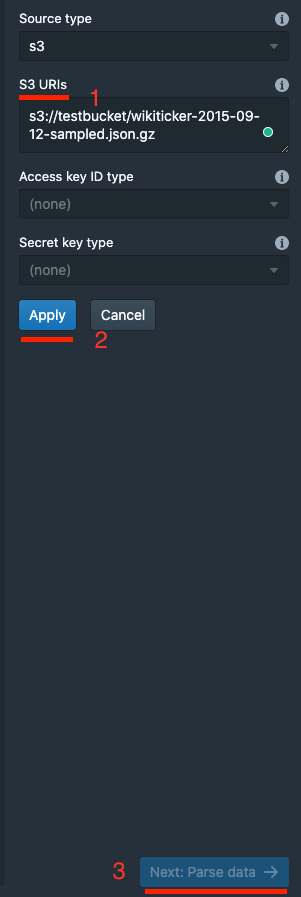 Source type
s3
S3 URIs
1
s3://testbucket/wikiticker-2015-09-
12-sampled.json.gz
Access key ID type
(none)
Secret key type
(none)
Apply
Cancel
2
3
Next: Parse data